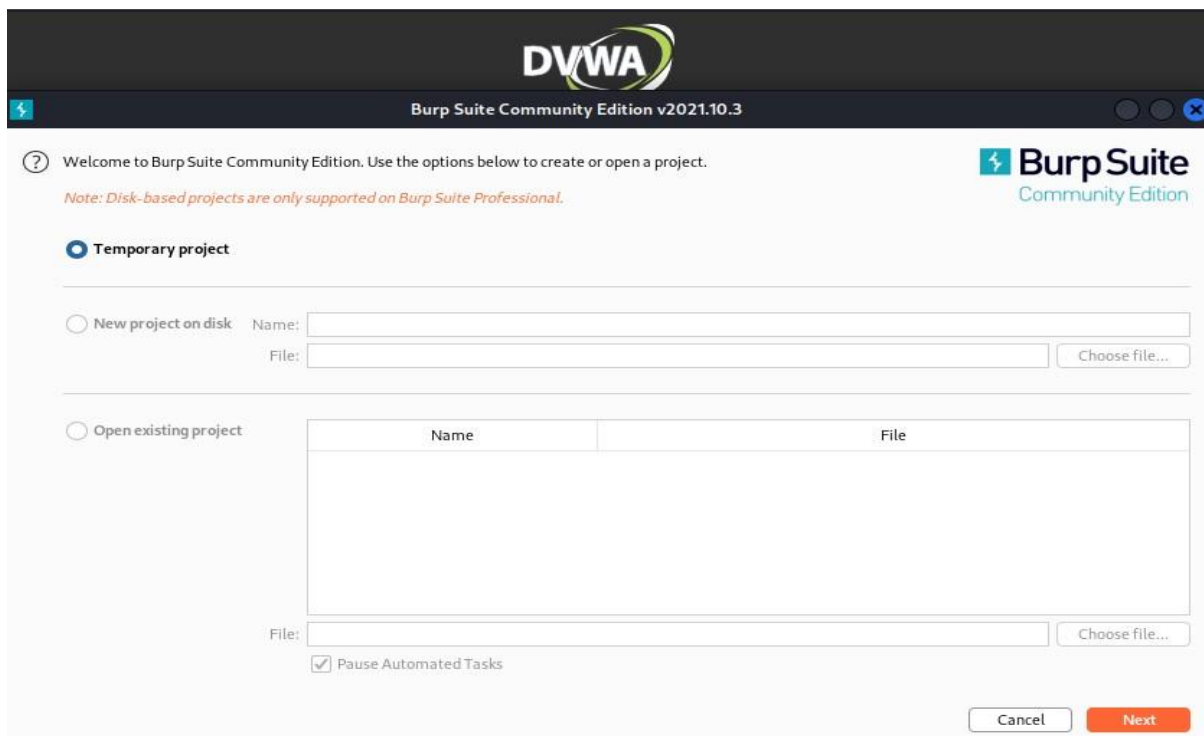 DVWA
Burp Suite Community Edition v2021.10.3
Welcome to Burp Suite Community Edition. Use the options below to create or open a project.
Note: Disk-based projects are only supported on Burp Suite Professional.
Burp Suite
Community Edition
Temporary project
New project on disk Name:
File: Choose file...
Open existing project Name File
File: Choose file...
Pause Automated Tasks
Cancel Next